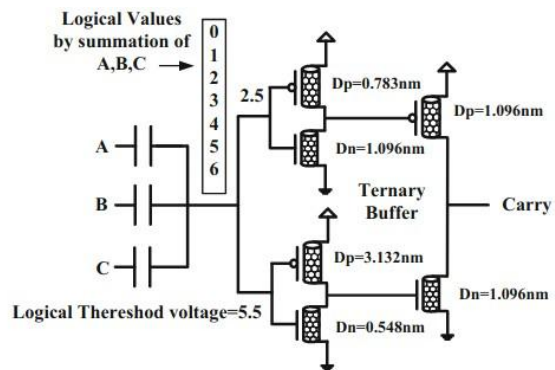 Logical Values
by summation of
A,B,C
0
1
2
3
4
5
6
2.5
Dp=0.783nm
Dp=1.096nm
Dn=1.096nm
A
B
C
Ternary
Buffer
Carry
Dp=3.132nm
Dn=1.096nm
Logical Thereshod voltage=5.5
Dn=0.548nm